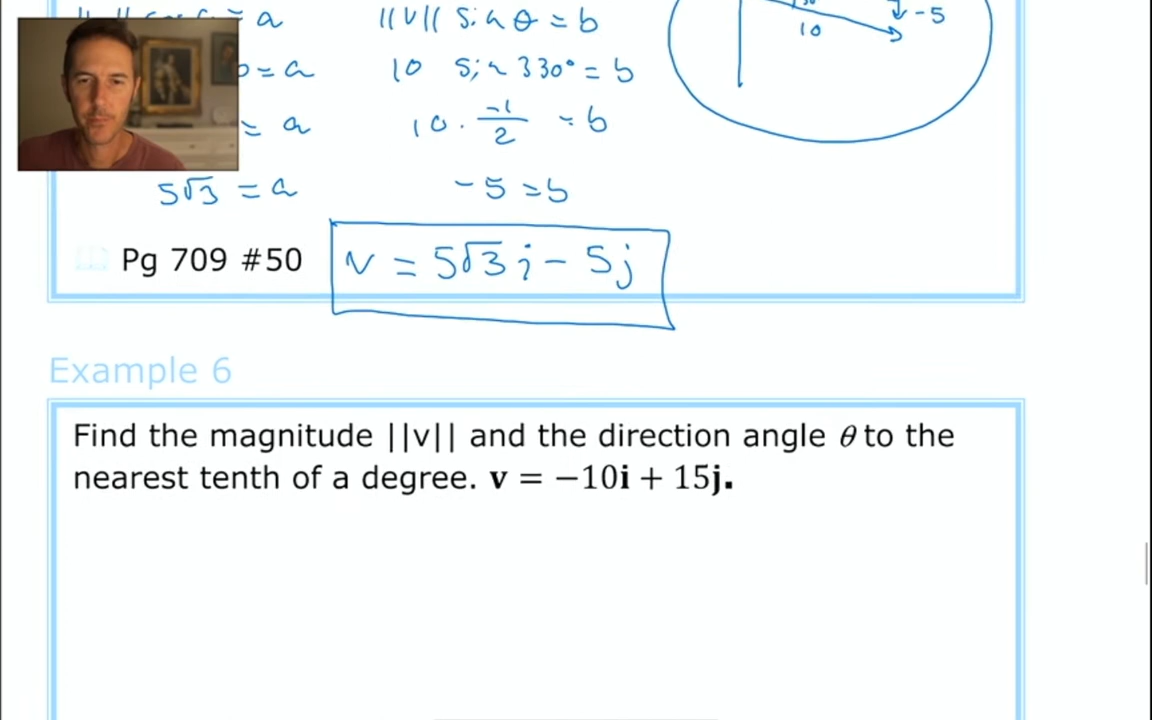 = a ||v|| sin θ = b
= a 10 sin 330° = b
= a 10 · -1/2 = b
5√3 = a -5 = b
10
-5
Pg 709 #50 v = 5√3 i - 5j
Example 6
Find the magnitude ||v|| and the direction angle θ to the
nearest tenth of a degree. v = −10i + 15j.